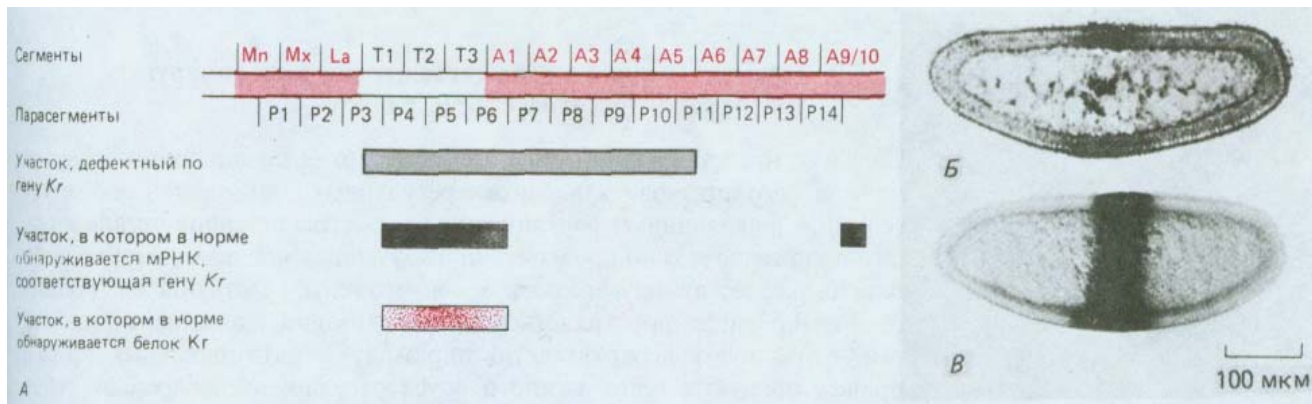 Сегменты
Mn Mx La T1 T2 T3 A1 A2 A3 A4 A5 A6 A7 A8 A9/10
Парасегменты
P1 P2 P3 P4 P5 P6 P7 P8 P9 P10 P11 P12 P13 P14
Участок, дефектный по
гену Kr
Участок, в котором в норме
обнаруживается мРНК,
соответствующая гену Kr
Участок, в котором в норме
обнаруживается белок Kr
А
Б
В
100 мкм